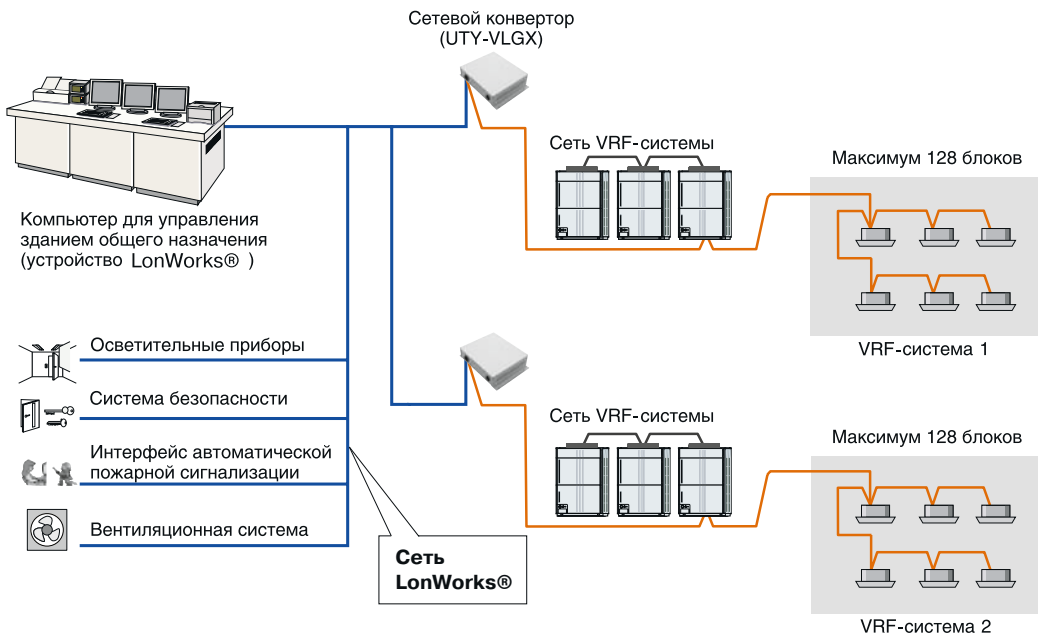 Сетевой конвертор
(UTY-VLGX)
Сеть VRF-системы
Максимум 128 блоков
Компьютер для управления
зданием общего назначения
(устройство LonWorks® )
VRF-система 1
Осветительные приборы
Система безопасности
Интерфейс автоматической
пожарной сигнализации
Вентиляционная система
Сеть
LonWorks®
Сеть VRF-системы
Максимум 128 блоков
VRF-система 2